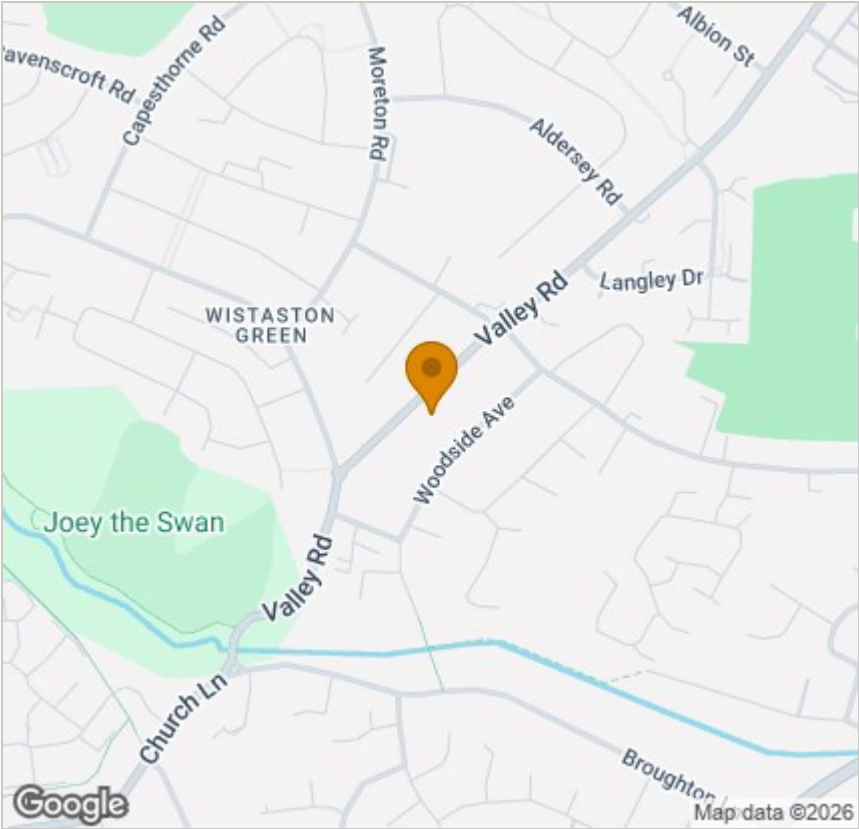 Albion St
Ravenscroft Rd
Capesthorne Rd
Moreton Rd
Aldersey Rd
Langley Dr
Valley Rd
WISTASTON
GREEN
Woodside Ave
Joey the Swan
Valley Rd
Church Ln
Broughton
Google
Map data ©2026